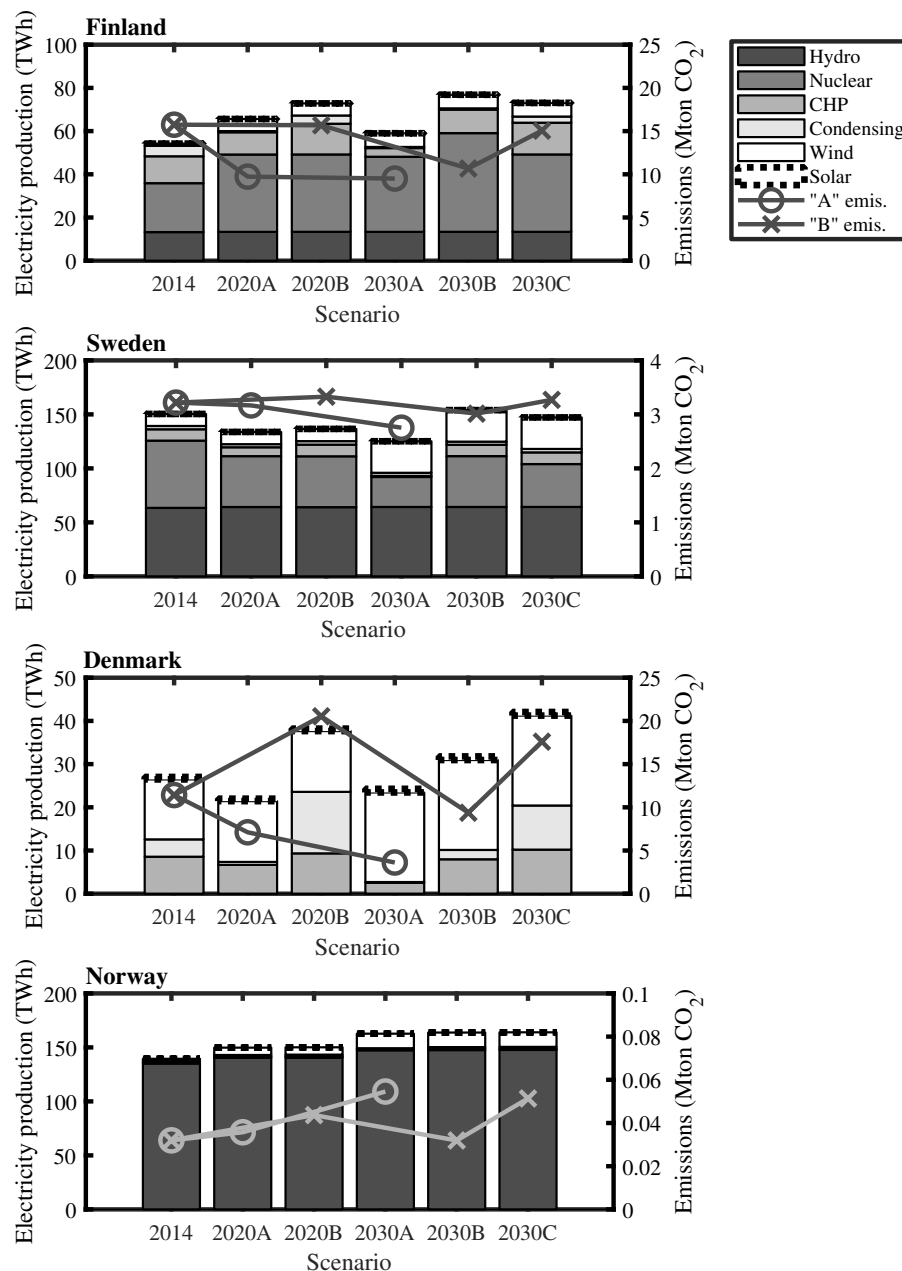 Finland
Electricity production (TWh)
100
80
60
40
20
0
25
20
15
10
5
0
Emissions (Mton CO2)
2014 2020A 2020B 2030A 2030B 2030C
Scenario
Hydro
Nuclear
CHP
Condensing
Wind
Solar
"A" emis.
"B" emis.
Sweden
Electricity production (TWh)
200
150
100
50
0
4
3
2
1
0
Emissions (Mton CO2)
2014 2020A 2020B 2030A 2030B 2030C
Scenario
Denmark
Electricity production (TWh)
50
40
30
20
10
0
25
20
15
10
5
0
Emissions (Mton CO2)
2014 2020A 2020B 2030A 2030B 2030C
Scenario
Norway
Electricity production (TWh)
200
150
100
50
0
0.1
0.08
0.06
0.04
0.02
0
Emissions (Mton CO2)
2014 2020A 2020B 2030A 2030B 2030C
Scenario